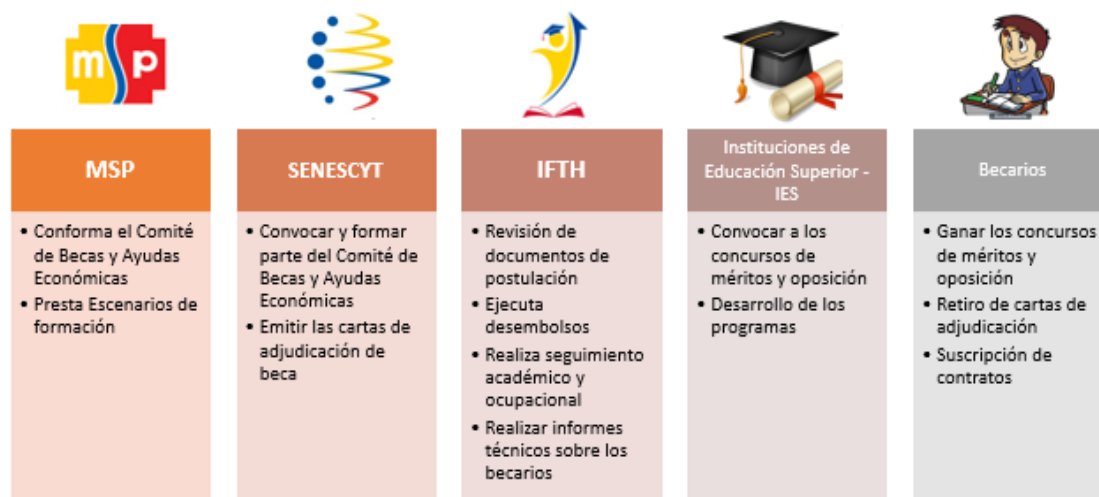 msp
MSP
• Conforma el Comité
de Becas y Ayudas
Económicas
• Presta Escenarios de
formación
SENESCYT
• Convocar y formar
parte del Comité de
Becas y Ayudas
Económicas
• Emitir las cartas de
adjudicación de
beca
IFTH
• Revisión de
documentos de
postulación
• Ejecuta
desembolsos
• Realiza seguimiento
académico y
ocupacional
• Realizar informes
técnicos sobre los
becarios
Instituciones de
Educación Superior -
IES
• Convocar a los
concursos de
méritos y oposición
• Desarrollo de los
programas
Becarios
• Ganar los concursos
de méritos y
oposición
• Retiro de cartas de
adjudicación
• Suscripción de
contratos